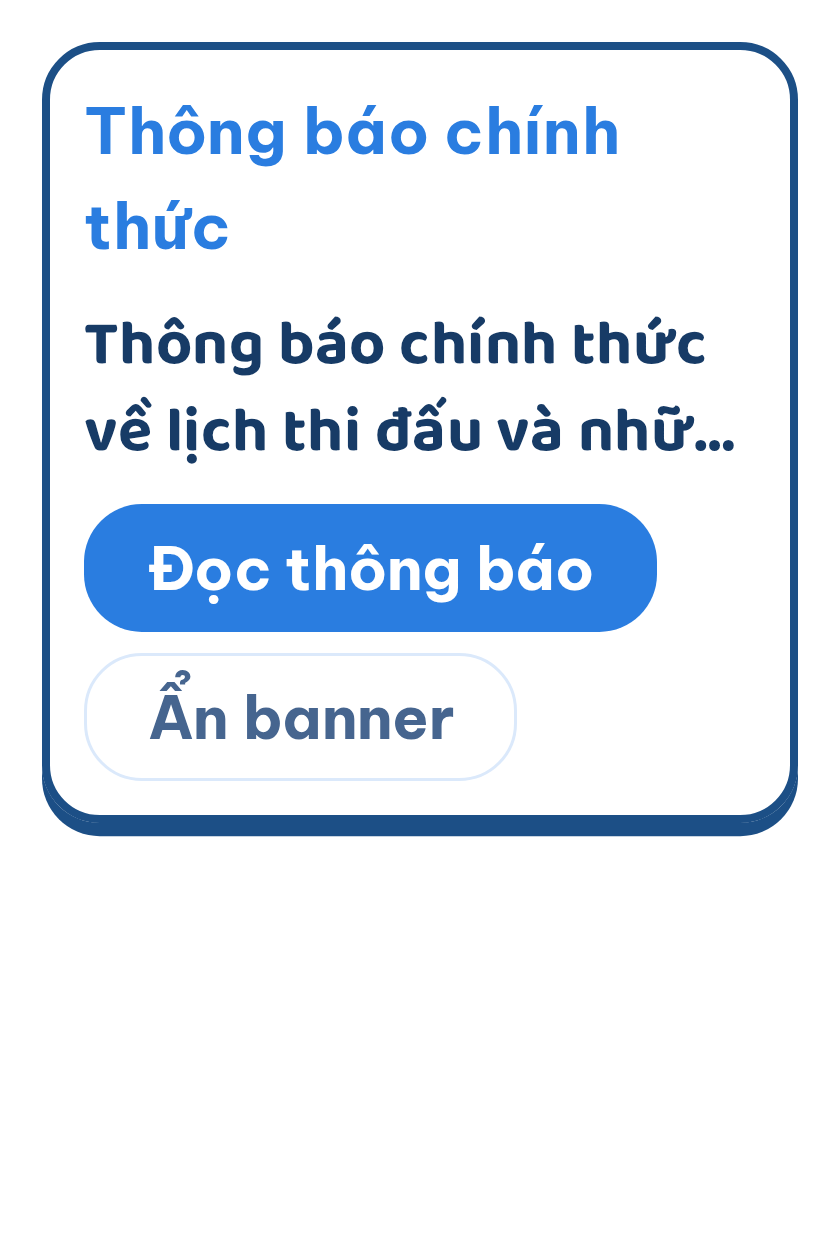 Thông báo chính
thức
Thông báo chính thức
về lịch thi đấu và nhữ...
Đọc thông báo
Ẩn banner